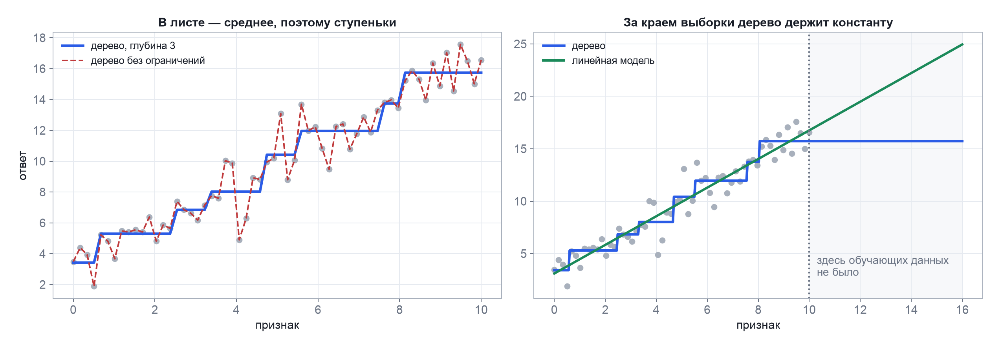 В листе — среднее, поэтому ступеньки
дерево, глубина 3
дерево без ограничений
18
16
14
12
10
8
6
4
2
ответ
0
2
4
6
8
10
признак
За краем выборки дерево держит константу
дерево
линейная модель
25
20
15
10
5
здесь обучающих данных
не было
0
2
4
6
8
10
12
14
16
признак